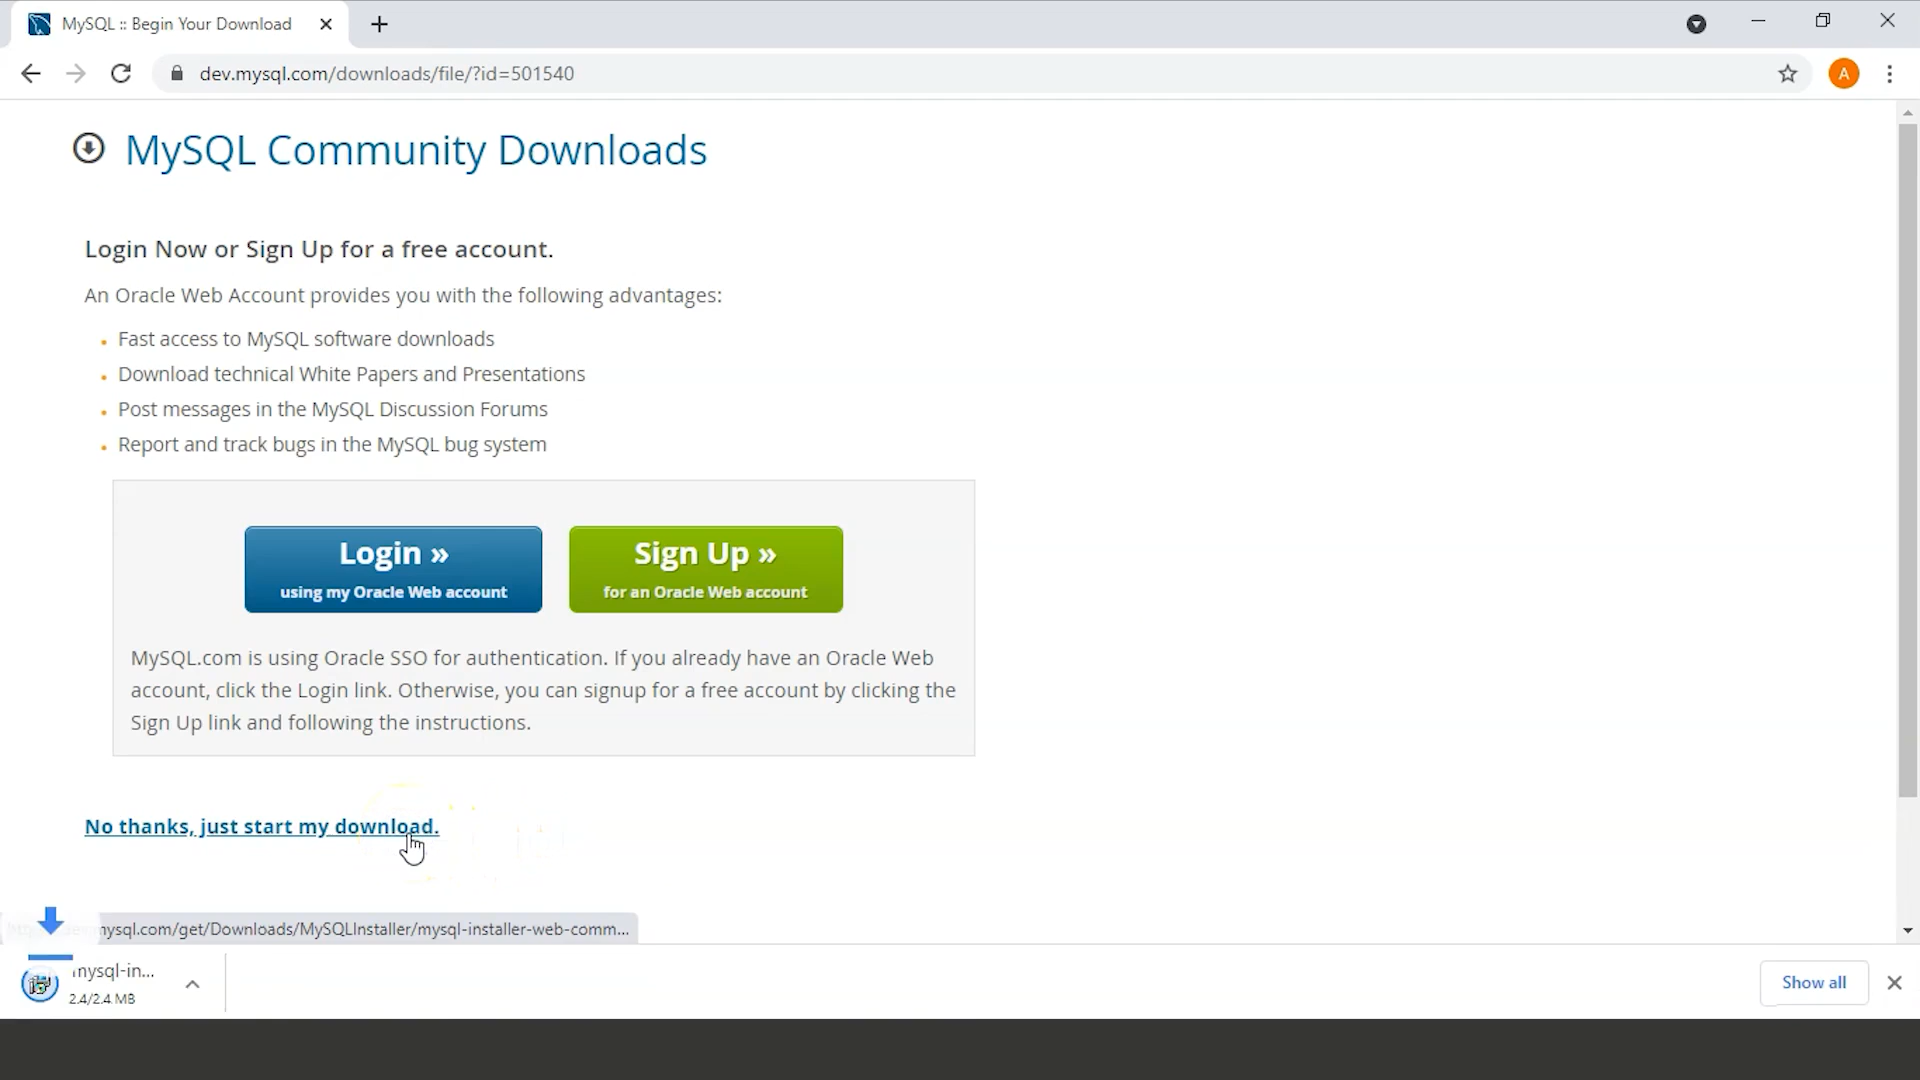 MySQL :: Begin Your Download
dev.mysql.com/downloads/file/?id=501540
A
MySQL Community Downloads
Login Now or Sign Up for a free account.
An Oracle Web Account provides you with the following advantages:
Fast access to MySQL software downloads
Download technical White Papers and Presentations
Post messages in the MySQL Discussion Forums
Report and track bugs in the MySQL bug system
Login »
using my Oracle Web account
Sign Up »
for an Oracle Web account
MySQL.com is using Oracle SSO for authentication. If you already have an Oracle Web
account, click the Login link. Otherwise, you can signup for a free account by clicking the
Sign Up link and following the instructions.
No thanks, just start my download.
mysql.com/get/Downloads/MySQLInstaller/mysql-installer-web-comm...
mysql-in...
2.4/2.4 MB
Show all